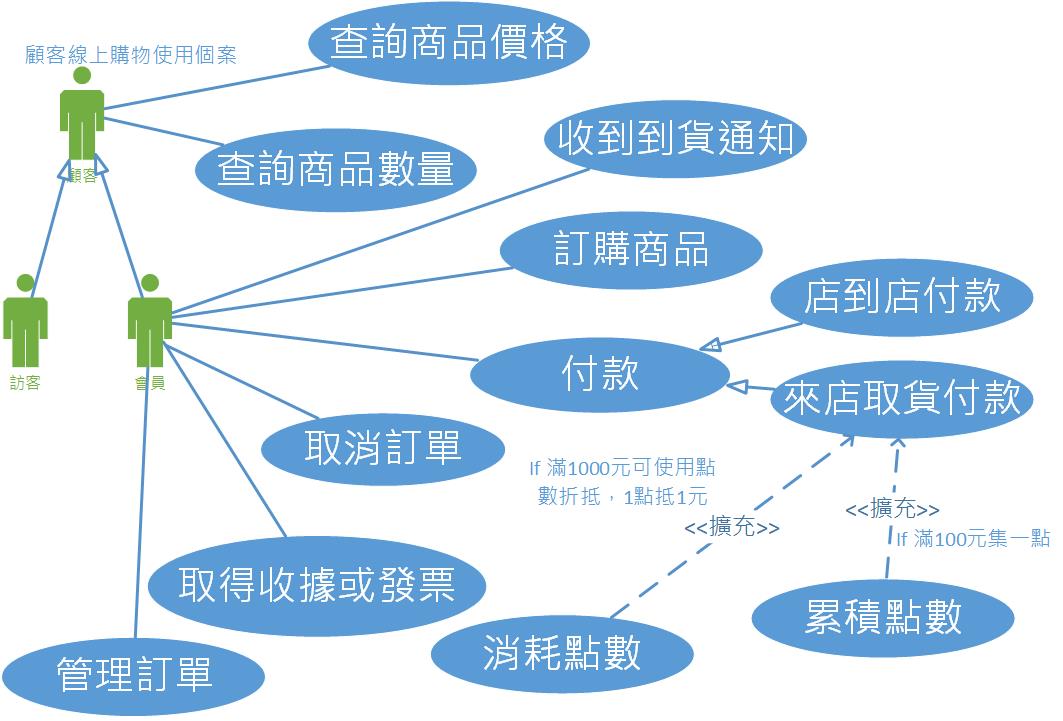 查詢商品價格
顧客線上購物使用個案
收到到貨通知
查詢商品數量
顧客
訂購商品
店到店付款
付款
訪客
會員
來店取貨付款
取消訂單
If 滿1000元可使用點
數折抵，1點抵1元
<<擴充>>
<<擴充>>
If 滿100元集一點
取得收據或發票
累積點數
消耗點數
管理訂單